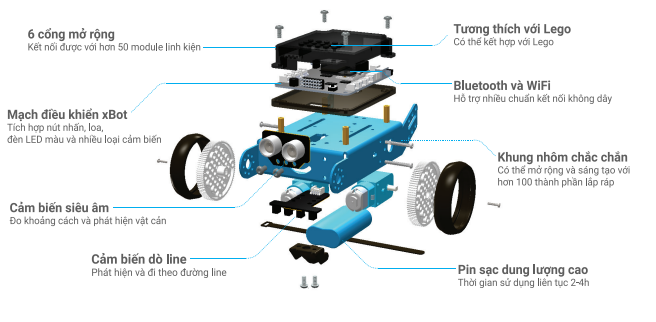 6 cổng mở rộng
Kết nối được với hơn 50 module linh kiện
Tương thích với Lego
Có thể kết hợp với Lego
Bluetooth và WiFi
Hỗ trợ nhiều chuẩn kết nối không dây
Mạch điều khiển xBot
Tích hợp nút nhấn, loa,
đèn LED màu và nhiều loại cảm biến
Khung nhôm chắc chắn
Có thể mở rộng và sáng tạo với
hơn 100 thành phần lắp ráp
Cảm biến siêu âm
Đo khoảng cách và phát hiện vật cản
Cảm biến dò line
Phát hiện và đi theo đường line
Pin sạc dung lượng cao
Thời gian sử dụng liên tục 2-4h